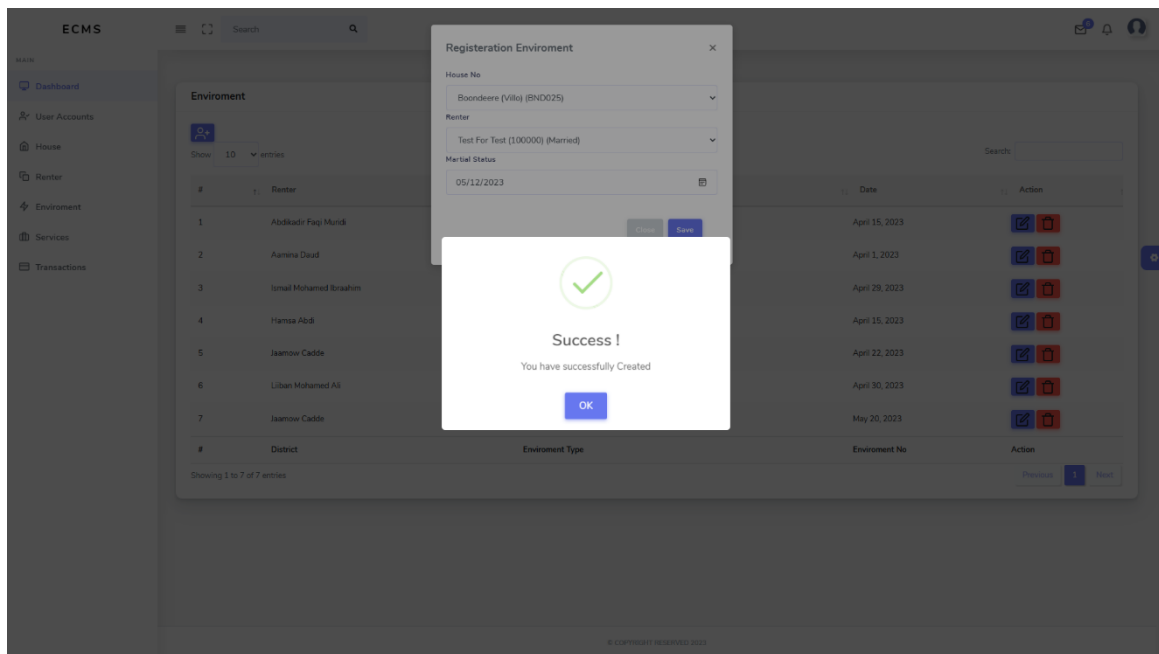 ECMS
Search
6
MAIN
Dashboard
User Accounts
House
Renter
Enviroment
Services
Transactions
Enviroment
Show 10 entries
Search:
# Renter Date Action
1 Abdikadir Faqi Muridi April 15, 2023
2 Aamina Daud April 1, 2023
3 Ismail Mohamed Ibraahim April 29, 2023
4 Hamsa Abdi April 15, 2023
5 Jaamow Cadde April 22, 2023
6 Liiban Mohamed Ali April 30, 2023
7 Jaamow Cadde May 20, 2023
# District Enviroment Type Enviroment No Action
Showing 1 to 7 of 7 entries
Previous 1 Next
Registeration Enviroment ×
House No
Boondeere (Villo) (BND025)
Renter
Test For Test (100000) (Married)
Martial Status
05/12/2023
Close Save
Success !
You have successfully Created
OK
© COPYRIGHT RESERVED 2023